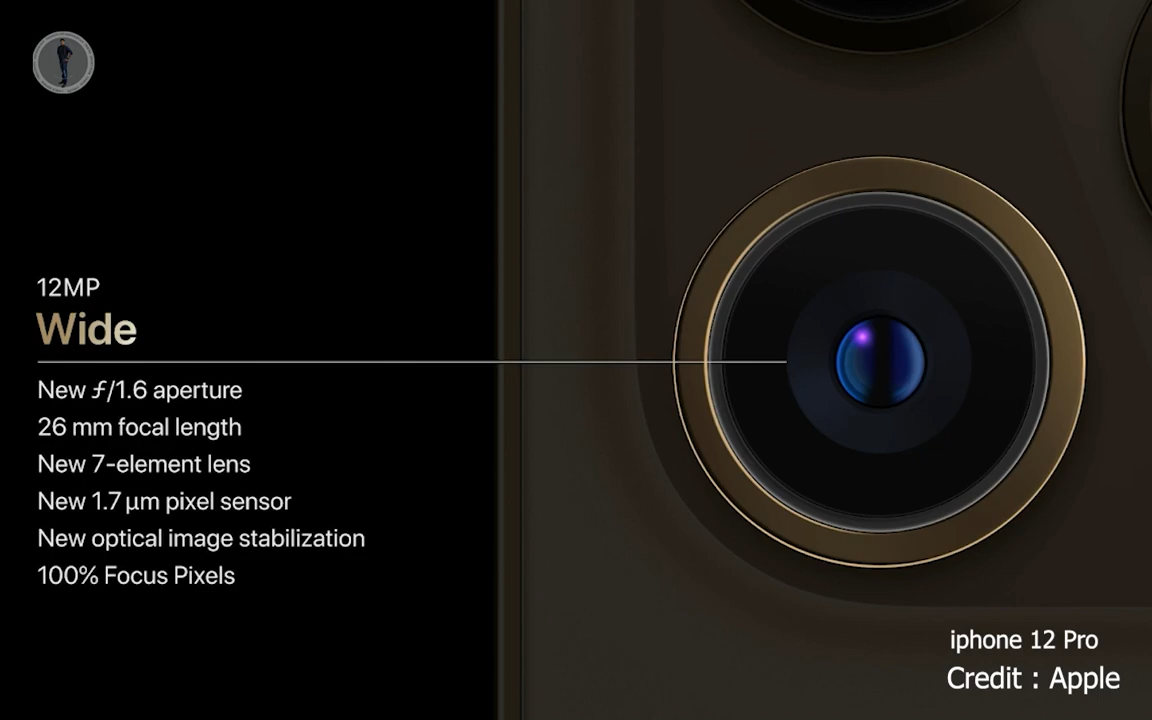 12MP
Wide
New ƒ/1.6 aperture
26 mm focal length
New 7-element lens
New 1.7 µm pixel sensor
New optical image stabilization
100% Focus Pixels
iphone 12 Pro
Credit : Apple